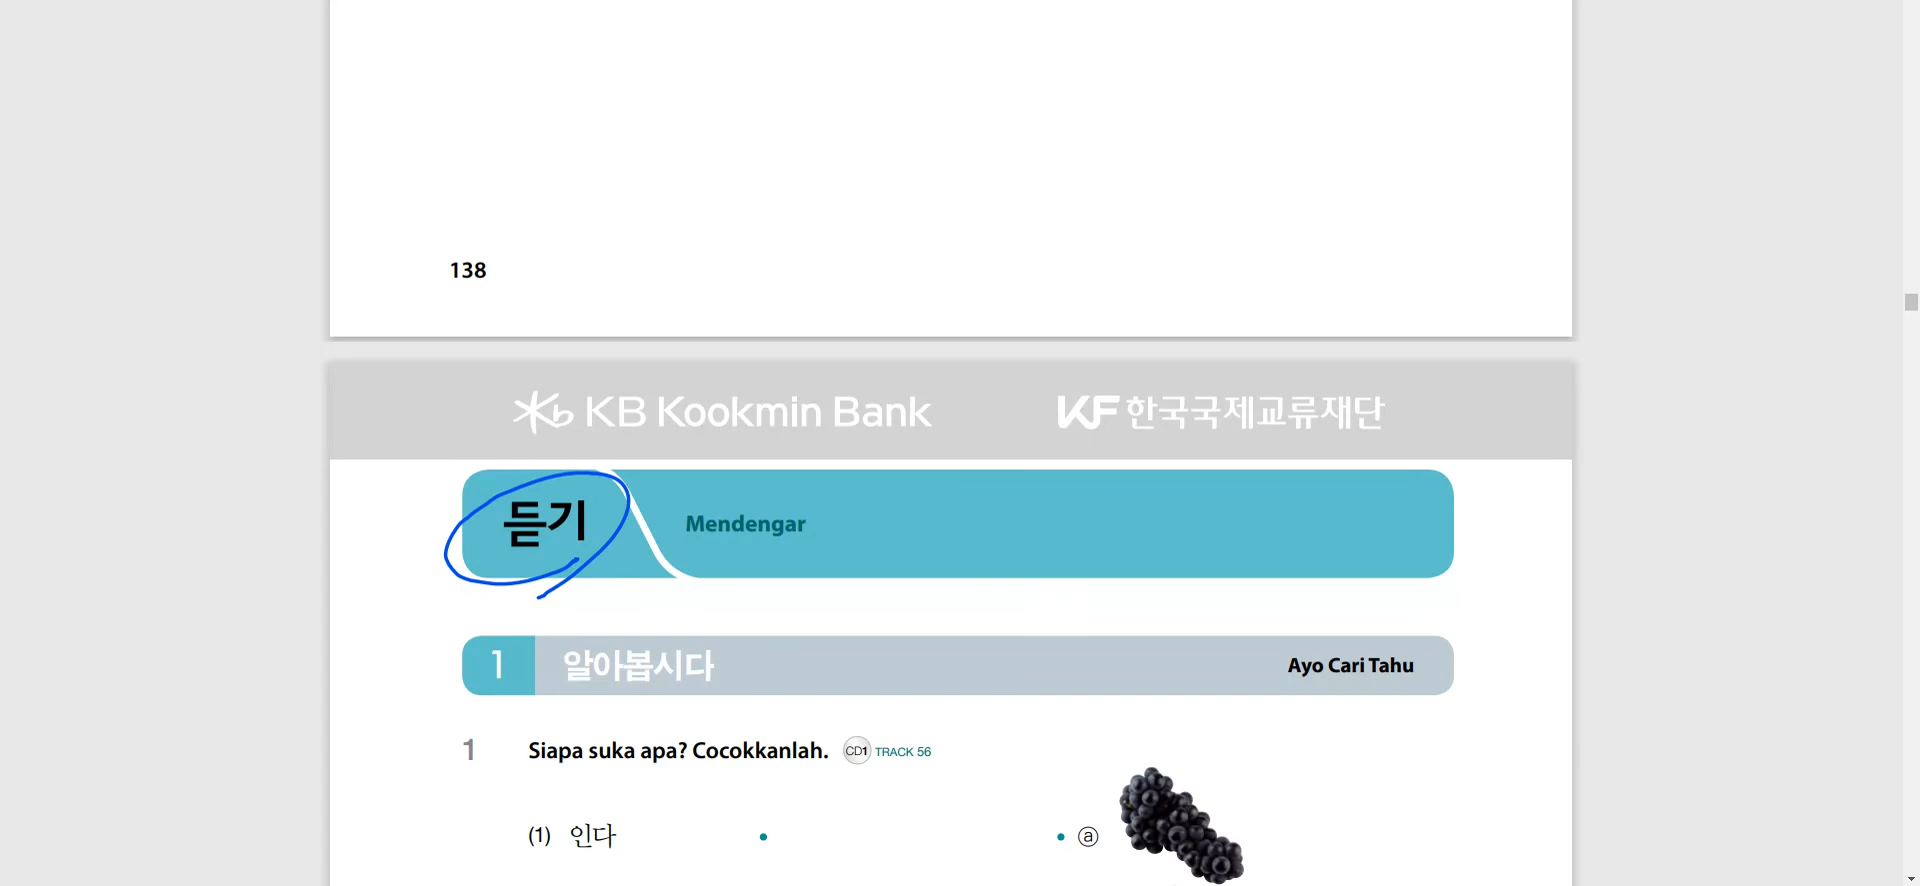 138
KB Kookmin Bank KF 한국국제교류재단
듣기 Mendengar
1 알아봅시다 Ayo Cari Tahu
1 Siapa suka apa? Cocokkanlah. CD1 TRACK 56
(1) 인다 • • ⓐ